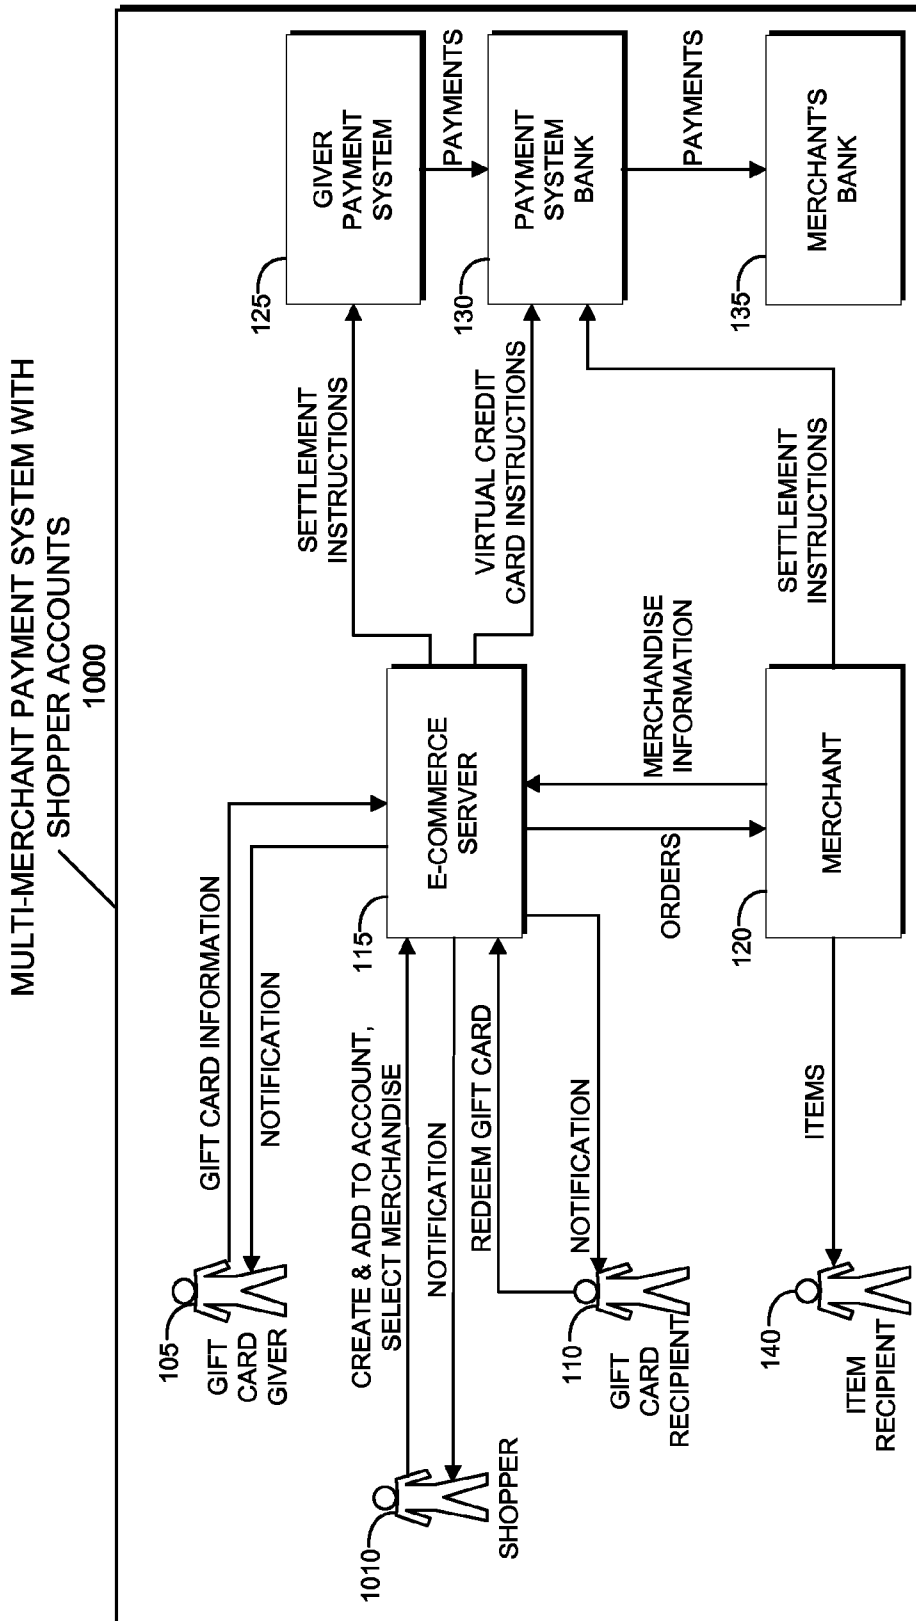 MULTI-MERCHANT PAYMENT SYSTEM WITH
SHOPPER ACCOUNTS
1000
105
GIFT
CARD
GIVER
GIFT CARD INFORMATION
NOTIFICATION
1010
SHOPPER
CREATE & ADD TO ACCOUNT,
SELECT MERCHANDISE
NOTIFICATION
REDEEM GIFT CARD
110
GIFT
CARD
RECIPIENT
NOTIFICATION
140
ITEM
RECIPIENT
ITEMS
115
E-COMMERCE
SERVER
ORDERS
MERCHANDISE
INFORMATION
120
MERCHANT
SETTLEMENT
INSTRUCTIONS
VIRTUAL CREDIT
CARD INSTRUCTIONS
SETTLEMENT
INSTRUCTIONS
125
GIVER
PAYMENT
SYSTEM
PAYMENTS
130
PAYMENT
SYSTEM
BANK
PAYMENTS
135
MERCHANT'S
BANK